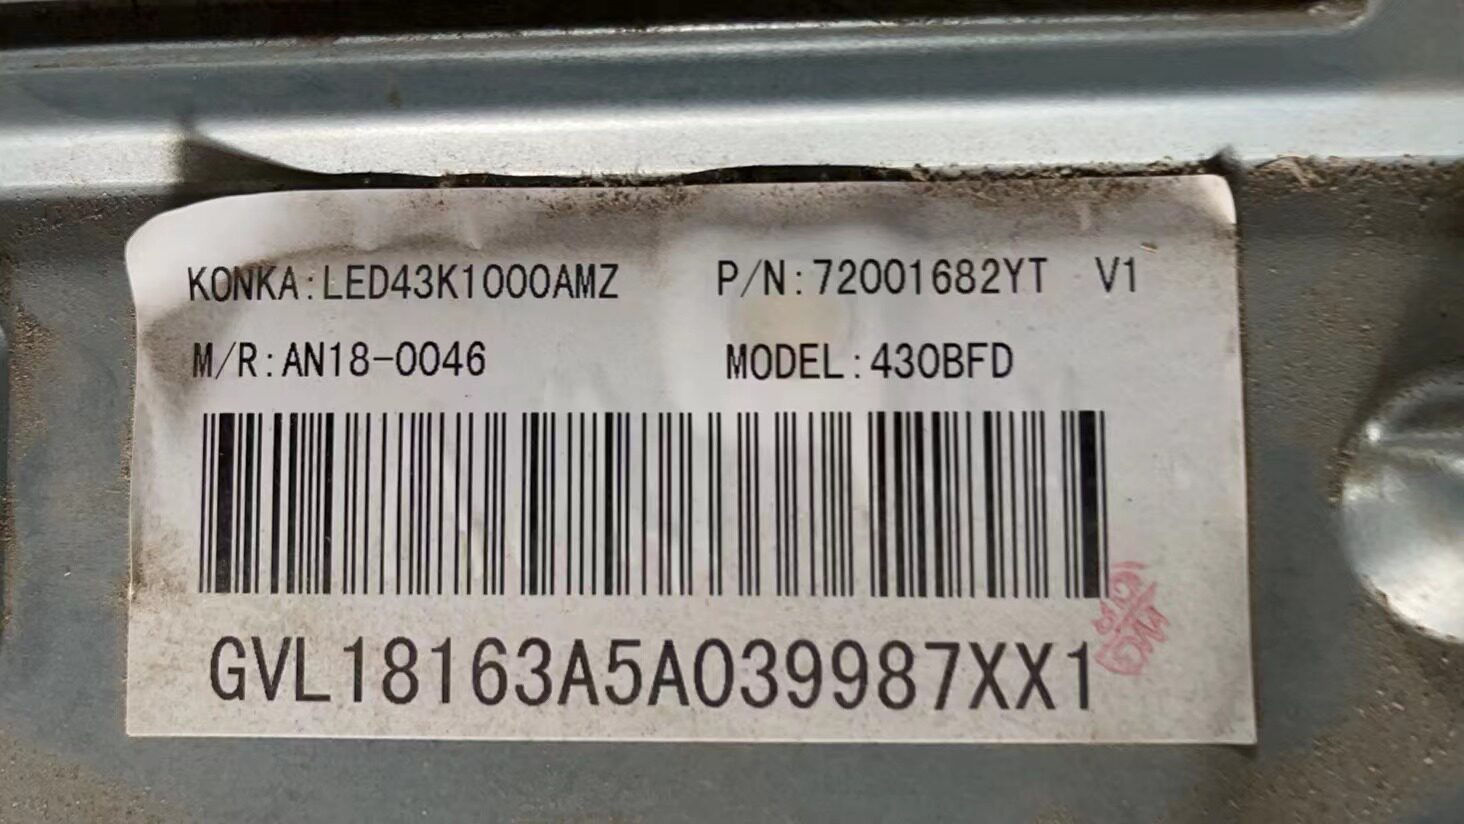 KONKA:LED43K1000AMZ P/N:72001682YT V1
M/R:AN18-0046 MODEL:430BFD
GVL18163A5A039987XX1